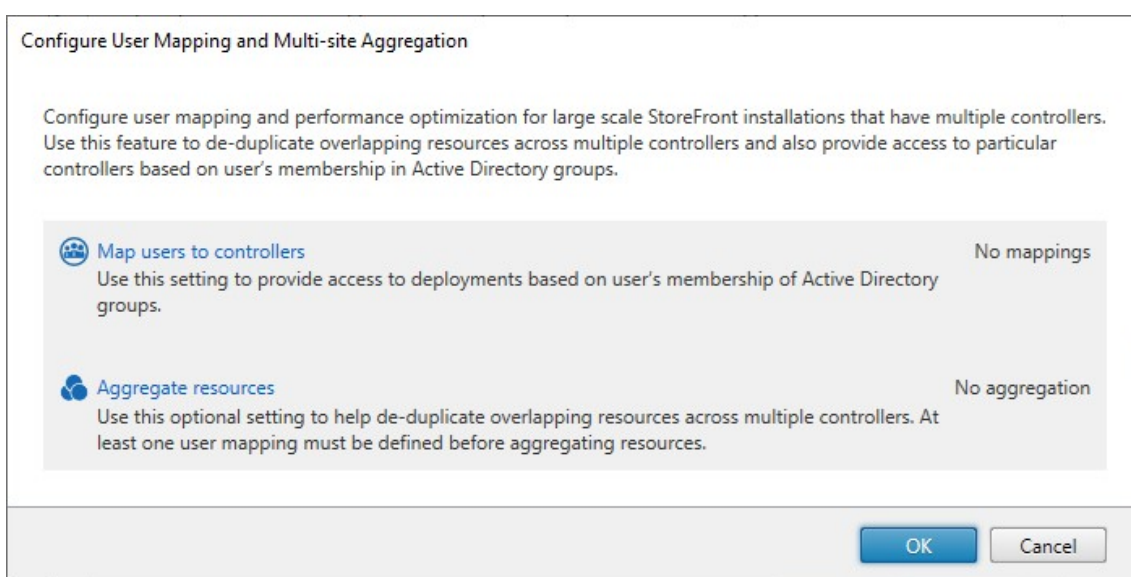 Configure User Mapping and Multi-site Aggregation
Configure user mapping and performance optimization for large scale StoreFront installations that have multiple controllers.
Use this feature to de-duplicate overlapping resources across multiple controllers and also provide access to particular
controllers based on user's membership in Active Directory groups.
Map users to controllers No mappings
Use this setting to provide access to deployments based on user's membership of Active Directory
groups.
Aggregate resources No aggregation
Use this optional setting to help de-duplicate overlapping resources across multiple controllers. At
least one user mapping must be defined before aggregating resources.
OK Cancel